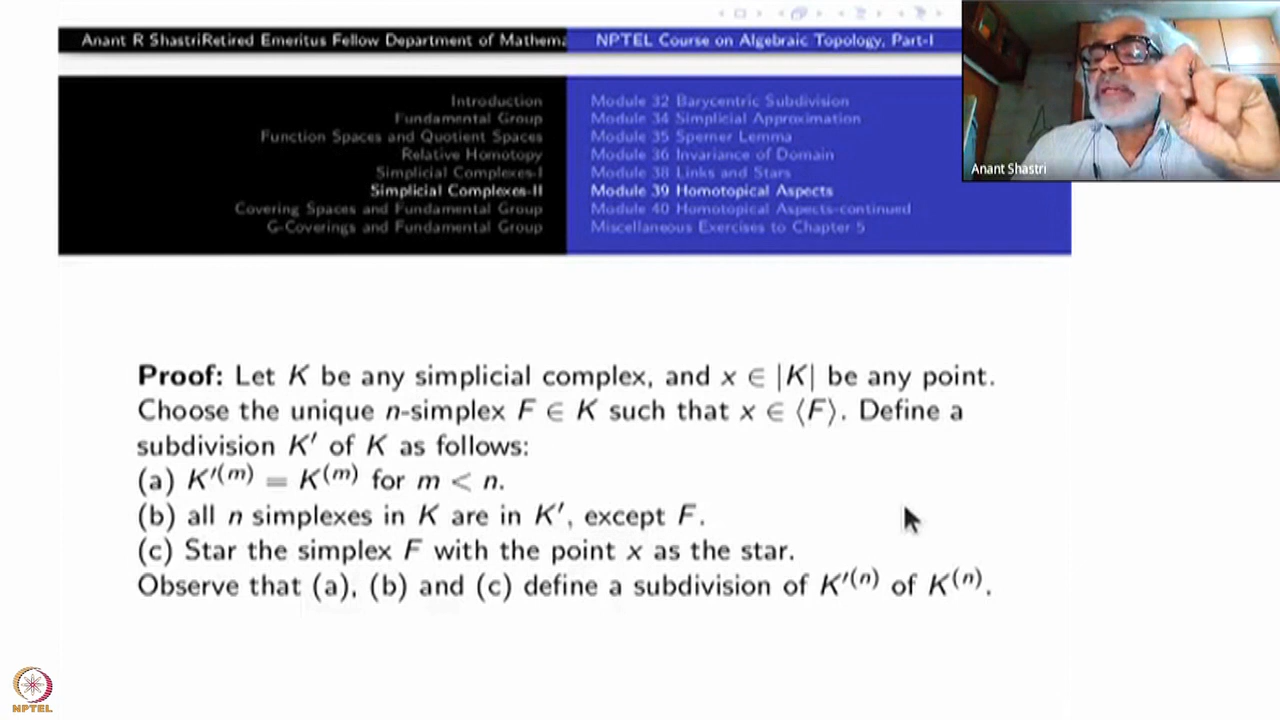 Anant R ShastriRetired Emeritus Fellow Department of Mathema
NPTEL Course on Algebraic Topology, Part-I
Introduction
Fundamental Group
Function Spaces and Quotient Spaces
Relative Homotopy
Simplicial Complexes-I
Simplicial Complexes-II
Covering Spaces and Fundamental Group
G-Coverings and Fundamental Group
Module 32 Barycentric Subdivision
Module 34 Simplicial Approximation
Module 35 Sperner Lemma
Module 36 Invariance of Domain
Module 38 Links and Stars
Module 39 Homotopical Aspects
Module 40 Homotopical Aspects-continued
Miscellaneous Exercises to Chapter 5
Anant Shastri
Proof: Let K be any simplicial complex, and x ∈ |K| be any point.
Choose the unique n-simplex F ∈ K such that x ∈ ⟨F⟩. Define a
subdivision K′ of K as follows:
(a) K′⁽ᵐ⁾ = K⁽ᵐ⁾ for m < n.
(b) all n simplexes in K are in K′, except F.
(c) Star the simplex F with the point x as the star.
Observe that (a), (b) and (c) define a subdivision of K′⁽ⁿ⁾ of K⁽ⁿ⁾.
NPTEL